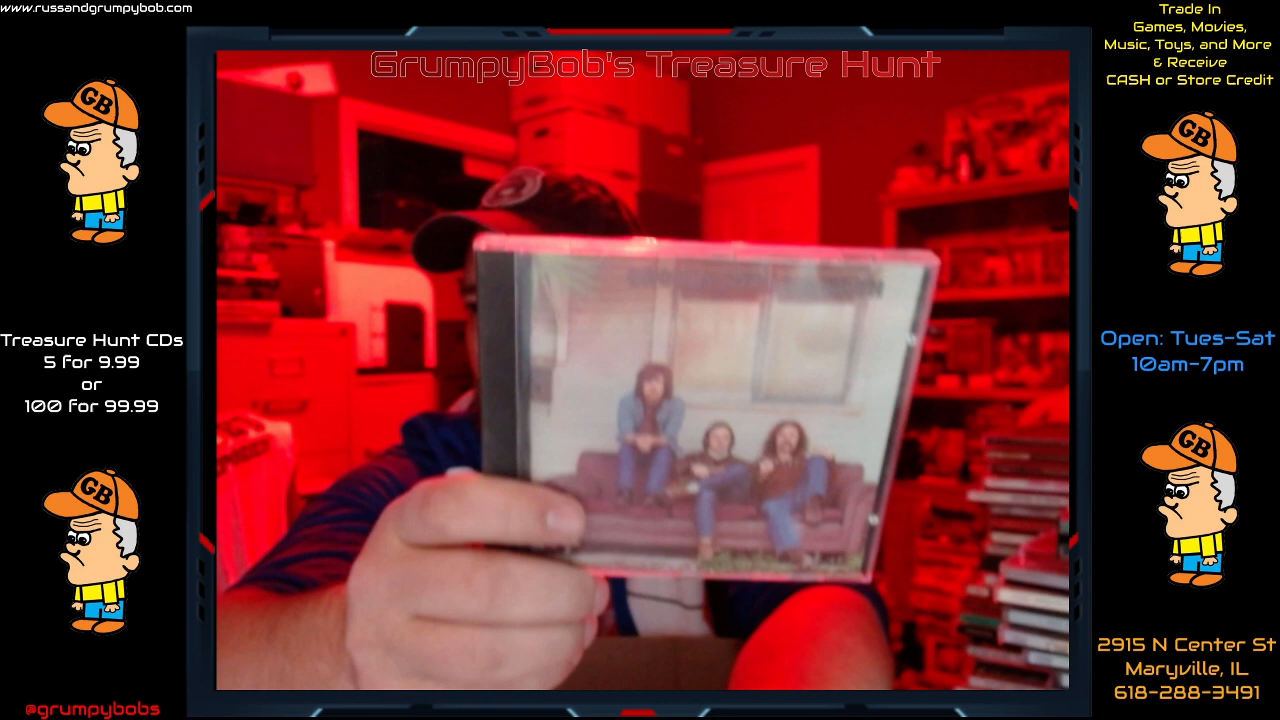 www.russandgrumpybob.com
GB
Treasure Hunt CDs
5 for 9.99
or
100 for 99.99
GB
@grumpybobs
GrumpyBob's Treasure Hunt
Trade In
Games, Movies,
Music, Toys, and More
& Receive
CASH or Store Credit
GB
Open: Tues-Sat
10am-7pm
GB
2915 N Center St
Maryville, IL
618-288-3491